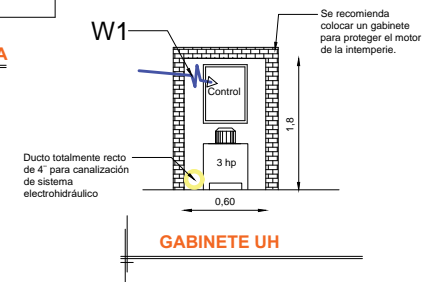 W1
Se recomienda
colocar un gabinete
para proteger el motor
de la intemperie.
A
Control
1,8
Ducto totalmente recto
de 4¨ para canalización
de sistema
electrohidráulico
3 hp
0,60
GABINETE UH